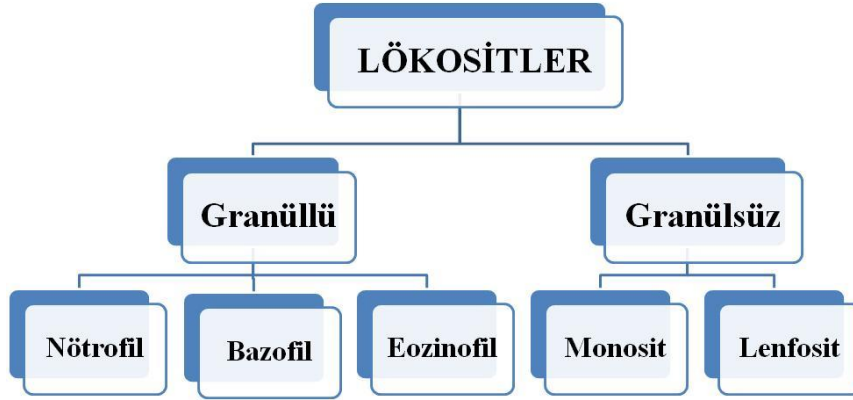 LÖKOSİTLER
Granüllü
Granülsüz
Nötrofil
Bazofil
Eozinofil
Monosit
Lenfosit